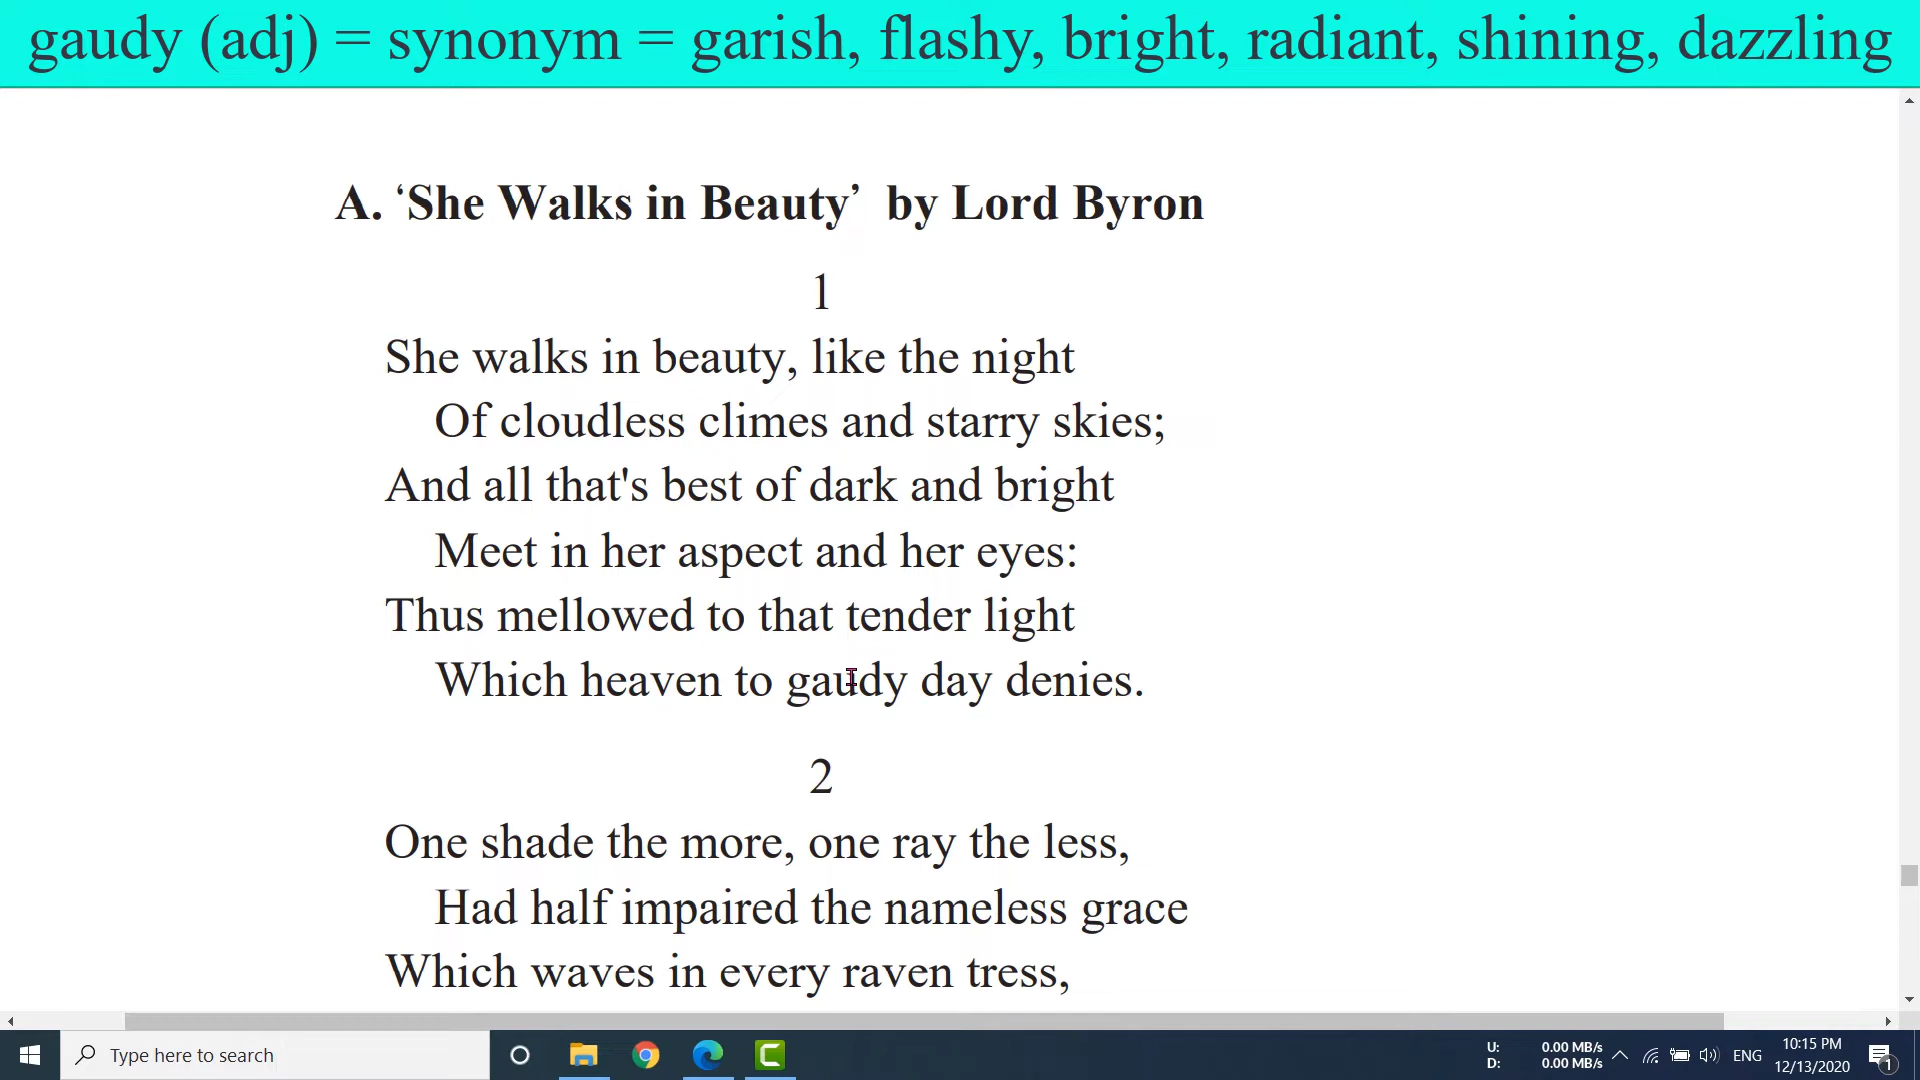 gaudy (adj) = synonym = garish, flashy, bright, radiant, shining, dazzling
A. ‘She Walks in Beauty’ by Lord Byron
1
She walks in beauty, like the night
Of cloudless climes and starry skies;
And all that's best of dark and bright
Meet in her aspect and her eyes:
Thus mellowed to that tender light
Which heaven to gaudy day denies.
2
One shade the more, one ray the less,
Had half impaired the nameless grace
Which waves in every raven tress,
Type here to search
U: 0.00 MB/s
D: 0.00 MB/s
ENG
10:15 PM
12/13/2020
1